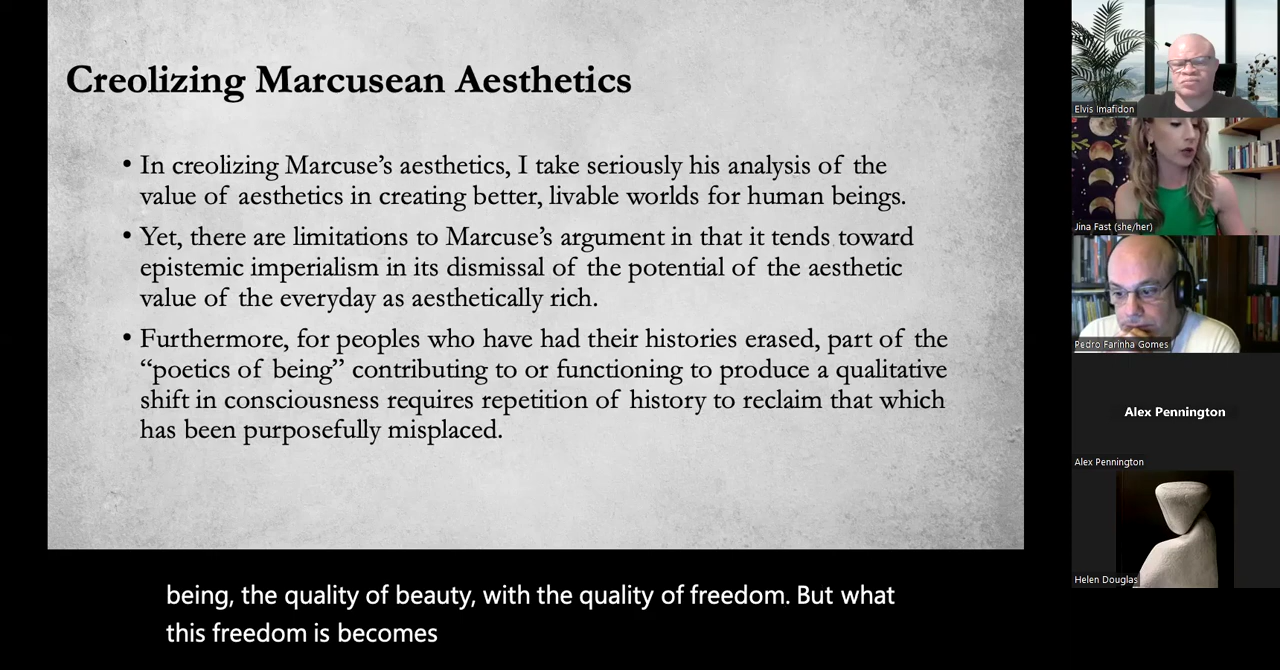 Creolizing Marcusean Aesthetics
• In creolizing Marcuse’s aesthetics, I take seriously his analysis of the
value of aesthetics in creating better, livable worlds for human beings.
• Yet, there are limitations to Marcuse’s argument in that it tends toward
epistemic imperialism in its dismissal of the potential of the aesthetic
value of the everyday as aesthetically rich.
• Furthermore, for peoples who have had their histories erased, part of the
“poetics of being” contributing to or functioning to produce a qualitative
shift in consciousness requires repetition of history to reclaim that which
has been purposefully misplaced.
being, the quality of beauty, with the quality of freedom. But what
this freedom is becomes
Elvis Imafidon
Jina Fast (she/her)
Pedro Farinha Gomes
Alex Pennington
Alex Pennington
Helen Douglas